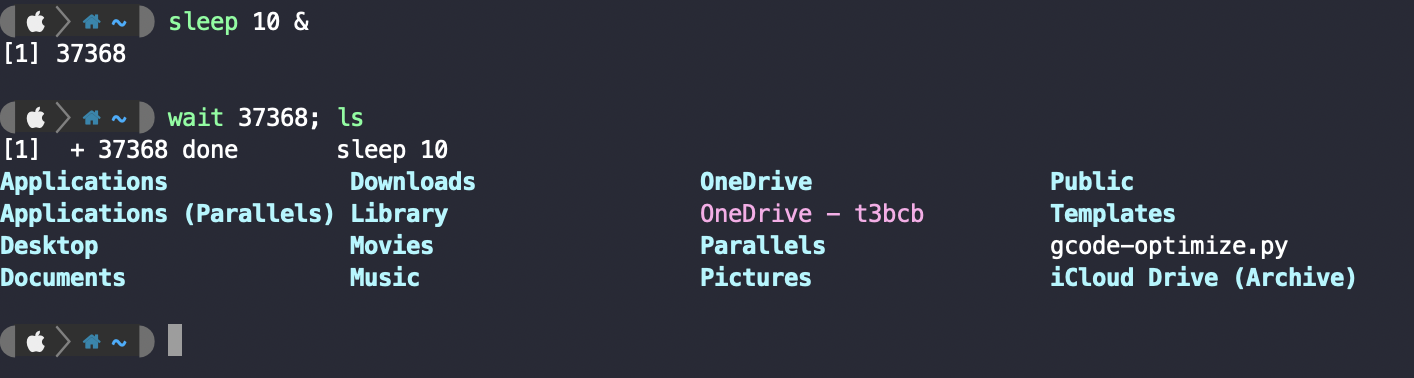 ~ sleep 10 &
[1] 37368
~ wait 37368; ls
[1]  + 37368 done       sleep 10
Applications            Downloads               OneDrive                Public
Applications (Parallels) Library                 OneDrive - t3bcb        Templates
Desktop                 Movies                  Parallels               gcode-optimize.py
Documents               Music                   Pictures                iCloud Drive (Archive)
~